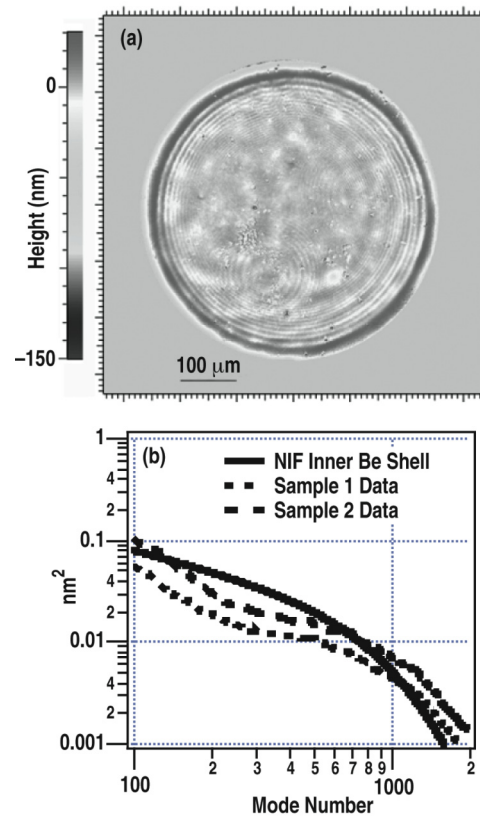 (a)
0
Height (nm)
–150
100 μm
(b)
NIF Inner Be Shell
Sample 1 Data
Sample 2 Data
1
4
2
0.1
4
2
0.01
4
2
0.001
nm²
100
2
3
4
5
6
7
8
9
1000
2
Mode Number